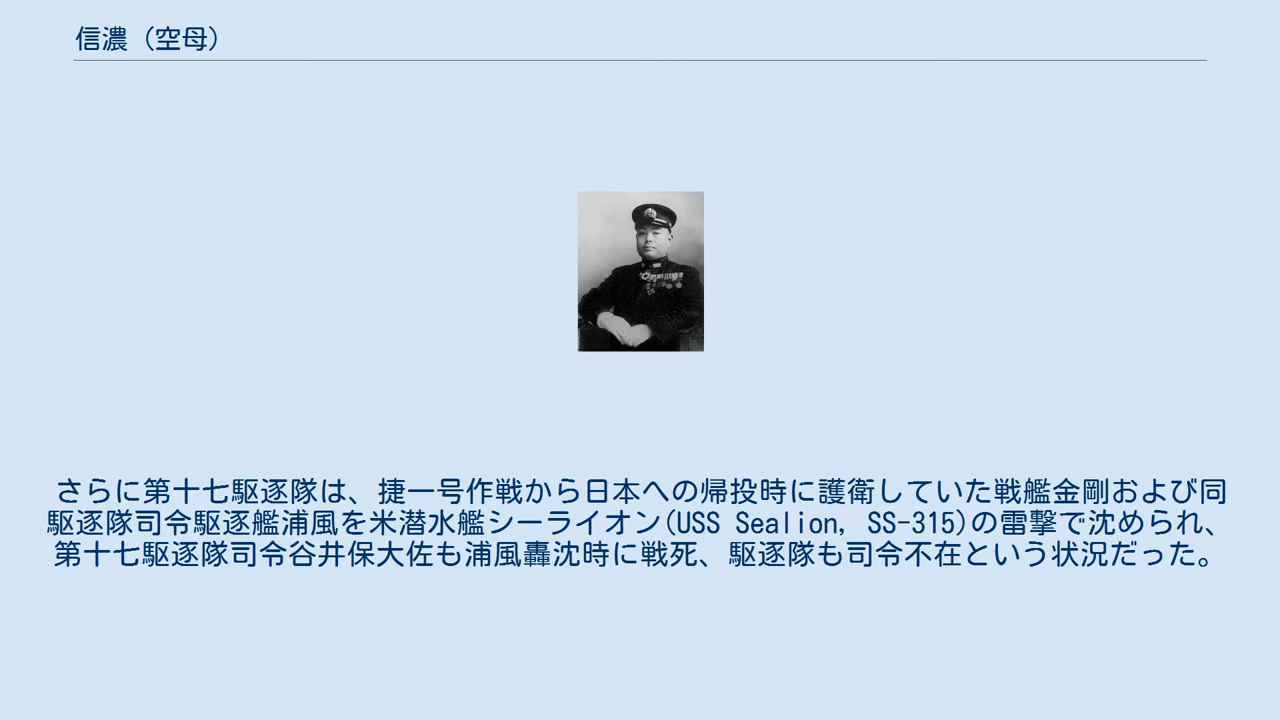 信濃（空母）
さらに第十七駆逐隊は、捷一号作戦から日本への帰投時に護衛していた戦艦金剛および同
駆逐隊司令駆逐艦浦風を米潜水艦シーライオン(USS Sealion, SS-315)の雷撃で沈められ、
第十七駆逐隊司令谷井保大佐も浦風轟沈時に戦死、駆逐隊も司令不在という状況だった。